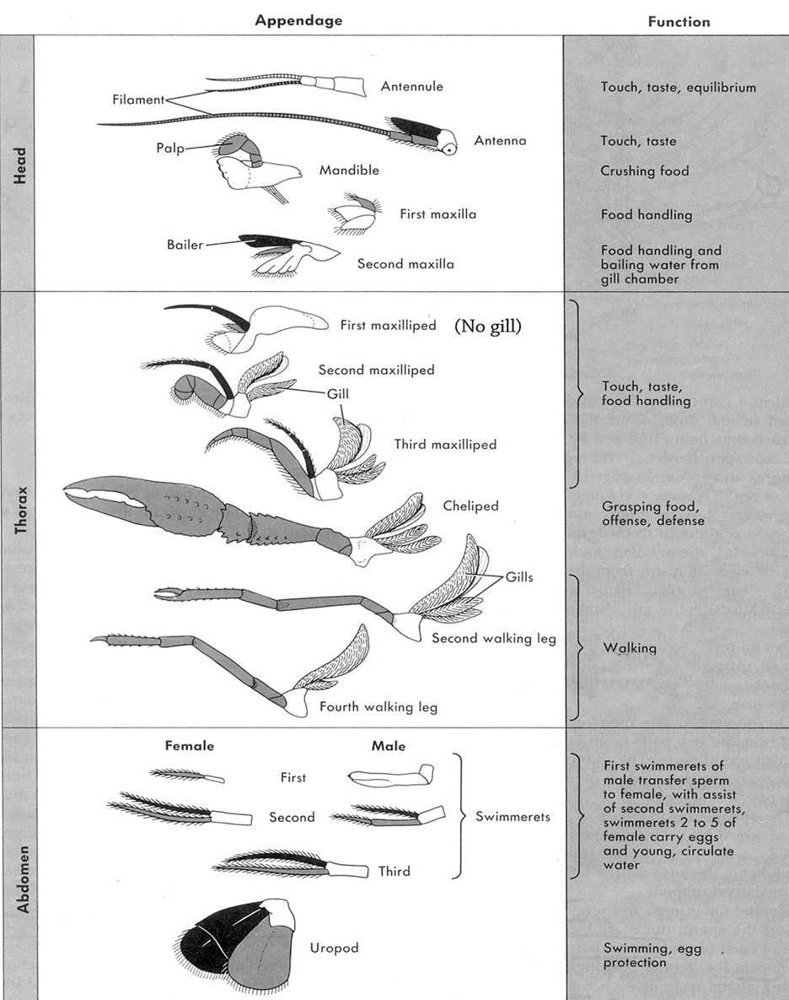 Appendage
Function
Head
Filament
Antennule
Touch, taste, equilibrium
Antenna
Touch, taste
Palp
Mandible
Crushing food
First maxilla
Food handling
Bailer
Second maxilla
Food handling and
bailing water from
gill chamber
Thorax
First maxilliped (No gill)
Second maxilliped
Gill
Touch, taste,
food handling
Third maxilliped
Cheliped
Grasping food,
offense, defense
Gills
Second walking leg
Walking
Fourth walking leg
Abdomen
Female
Male
First
Second
Third
Swimmerets
First swimmerets of
male transfer sperm
to female, with assist
of second swimmerets,
swimmerets 2 to 5 of
female carry eggs
and young, circulate
water
Uropod
Swimming, egg
protection